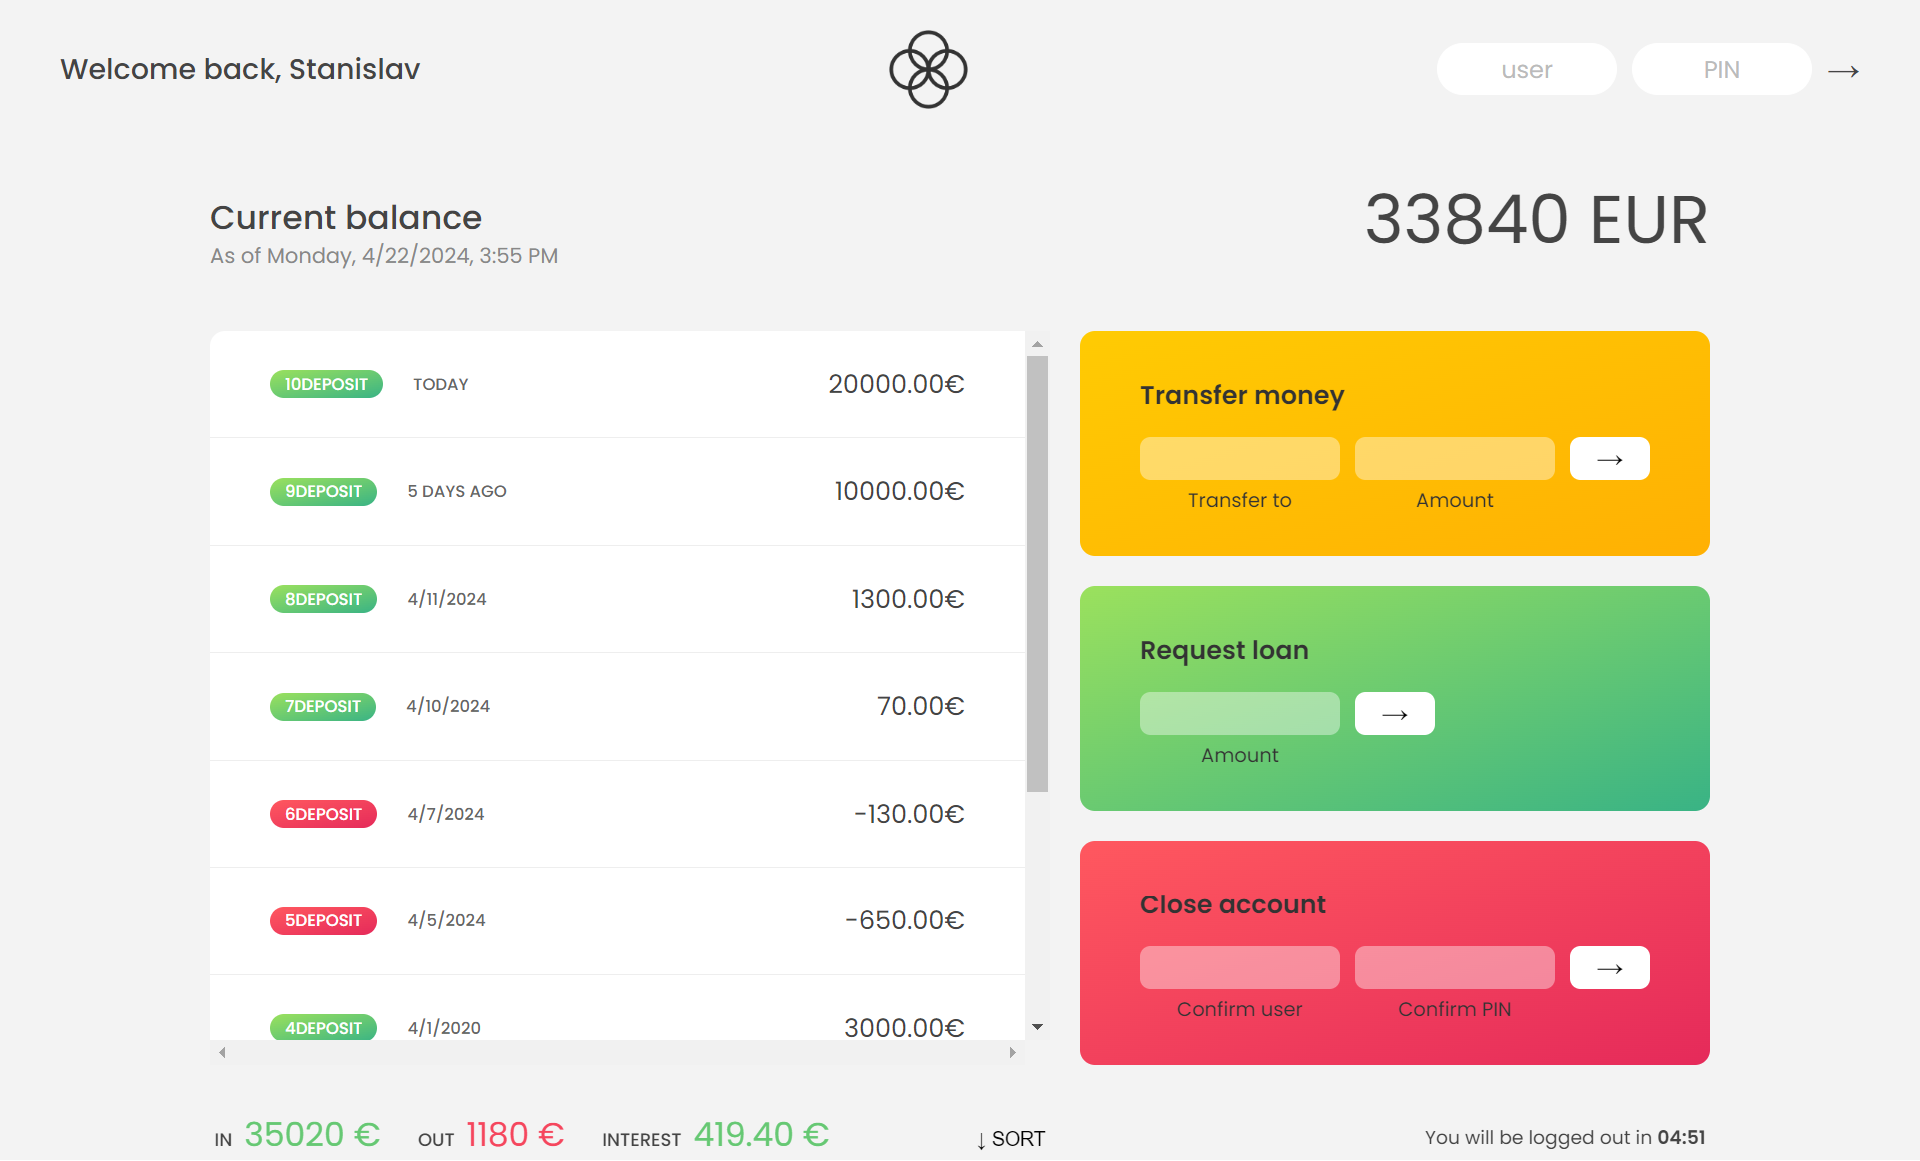 Welcome back, Stanislav
user
PIN
→
Current balance
As of Monday, 4/22/2024, 3:55 PM
33840 EUR
10DEPOSIT TODAY 20000.00€
9DEPOSIT 5 DAYS AGO 10000.00€
8DEPOSIT 4/11/2024 1300.00€
7DEPOSIT 4/10/2024 70.00€
6DEPOSIT 4/7/2024 -130.00€
5DEPOSIT 4/5/2024 -650.00€
4DEPOSIT 4/1/2020 3000.00€
Transfer money
→
Transfer to Amount
Request loan
→
Amount
Close account
→
Confirm user Confirm PIN
IN 35020 € OUT 1180 € INTEREST 419.40 € ↓ SORT
You will be logged out in 04:51